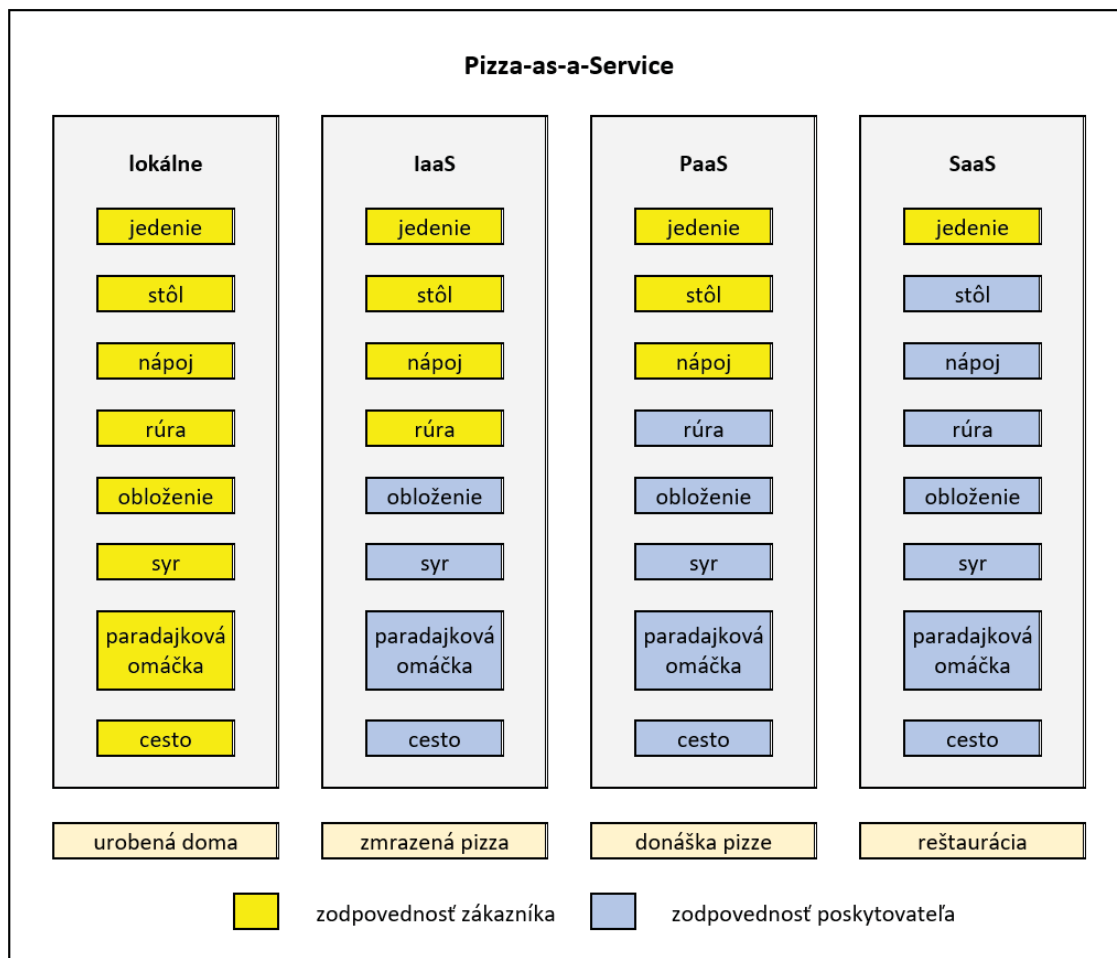 Pizza-as-a-Service
lokálne
jedenie
stôl
nápoj
rúra
obloženie
syr
paradajková
omáčka
cesto
urobená doma
IaaS
jedenie
stôl
nápoj
rúra
obloženie
syr
paradajková
omáčka
cesto
zmrazená pizza
PaaS
jedenie
stôl
nápoj
rúra
obloženie
syr
paradajková
omáčka
cesto
donáška pizze
SaaS
jedenie
stôl
nápoj
rúra
obloženie
syr
paradajková
omáčka
cesto
reštaurácia
zodpovednosť zákazníka
zodpovednosť poskytovateľa